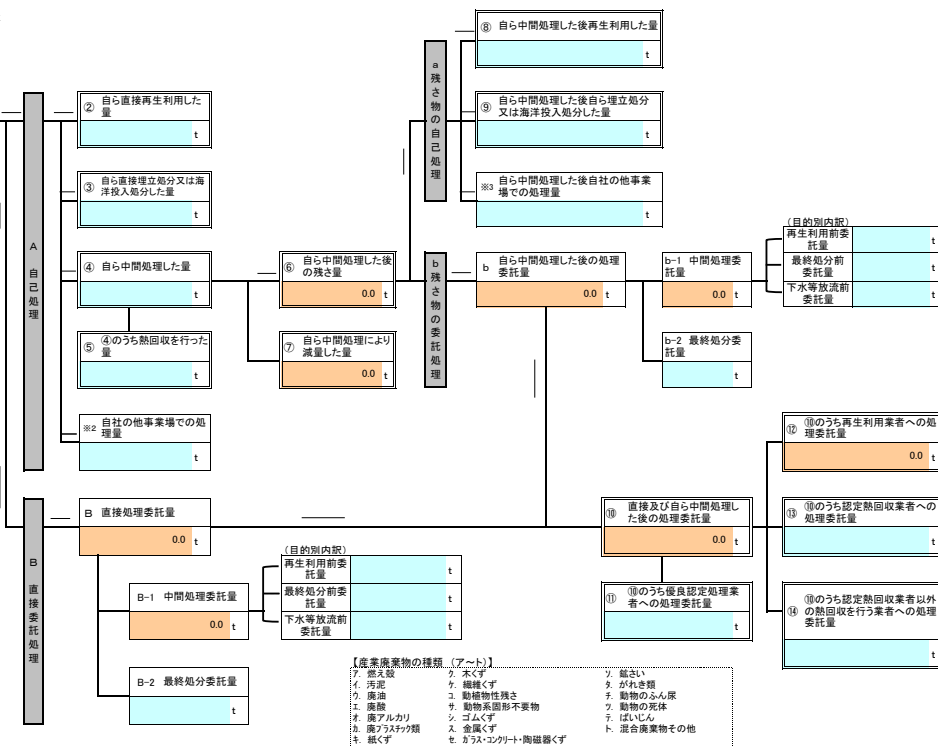 ⑧ 自ら中間処理した後再生利用した量
t
a 残さ物の自己処理
② 自ら直接再生利用した
量
t
⑨ 自ら中間処理した後自ら埋立処分
又は海洋投入処分した量
t
③ 自ら直接埋立処分又は海
洋投入処分した量
t
※3 自ら中間処理した後自社の他事業
場での処理量
t
A 自己処理
④ 自ら中間処理した量
t
⑥ 自ら中間処理した後
の残さ量
0.0 t
b 残さ物の委託処理
b 自ら中間処理した後の処理
委託量
0.0 t
b-1 中間処理委
託量
0.0 t
(目的別内訳)
再生利用前委
託量
t
最終処分前
委託量
t
下水等放流前
委託量
t
⑤ ④のうち熱回収を行った
量
t
⑦ 自ら中間処理により
減量した量
0.0 t
b-2 最終処分委
託量
t
※2 自社の他事業場での処
理量
t
⑫ ⑩のうち再生利用業者への処
理委託量
0.0 t
B 直接委託処理
B 直接処理委託量
0.0 t
⑩ 直接及び自ら中間処理し
た後の処理委託量
0.0 t
⑬ ⑩のうち認定熱回収業者への
処理委託量
t
(目的別内訳)
再生利用前委
託量
t
最終処分前委
託量
t
下水等放流前
委託量
t
B-1 中間処理委託量
0.0 t
⑪ ⑩のうち優良認定処理業
者への処理委託量
t
⑭ ⑩のうち認定熱回収業者以外
の熱回収を行う業者への処理
委託量
t
B-2 最終処分委託量
t
【産業廃棄物の種類 (ア～ト)】
ア. 燃え殻 ク. 木くず ソ. 鉱さい
イ. 汚泥 ケ. 繊維くず タ. がれき類
ウ. 廃油 コ. 動植物性残さ チ. 動物のふん尿
エ. 廃酸 サ. 動物系固形不要物 ツ. 動物の死体
オ. 廃アルカリ シ. ゴムくず テ. ばいじん
カ. 廃プラスチック類 ス. 金属くず ト. 混合廃棄物その他
キ. 紙くず セ. ガラス・コンクリート・陶磁器くず